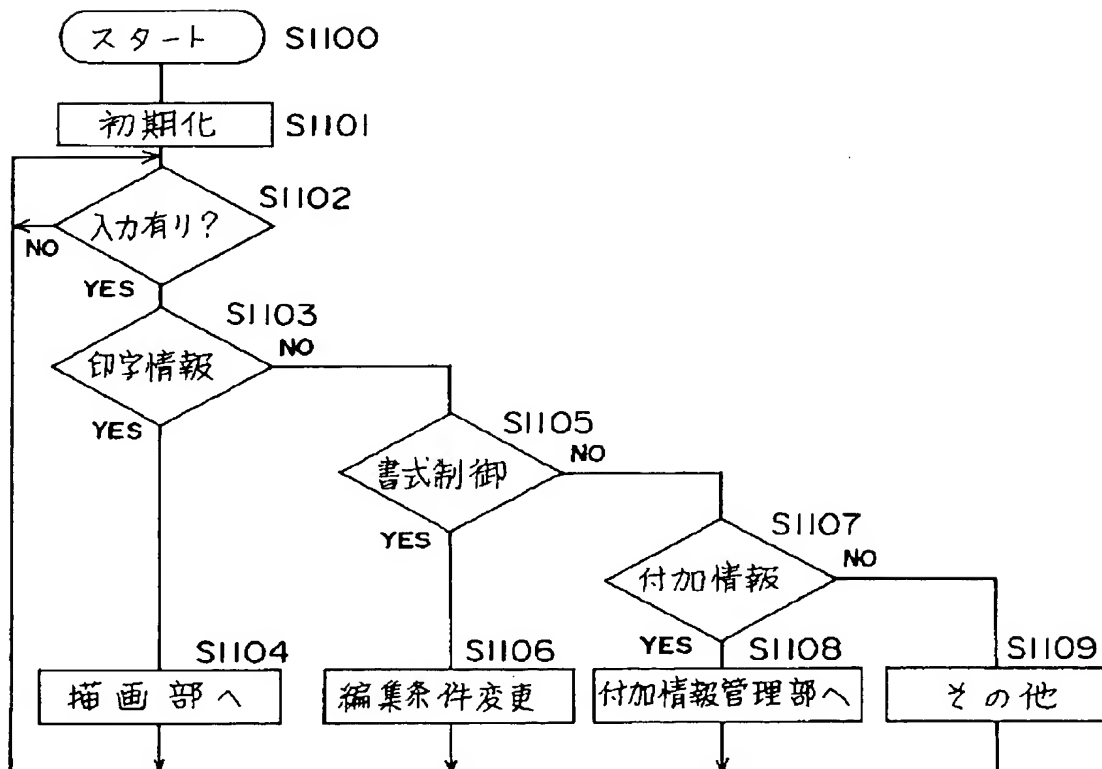 スタート S1100
初期化 S1101
S1102
入力有り?
NO
YES
S1103
印字情報
NO
YES
S1105
書式制御
NO
YES
S1107
付加情報
NO
YES
S1104
描画部へ
S1106
編集条件変更
S1108
付加情報管理部へ
S1109
その他